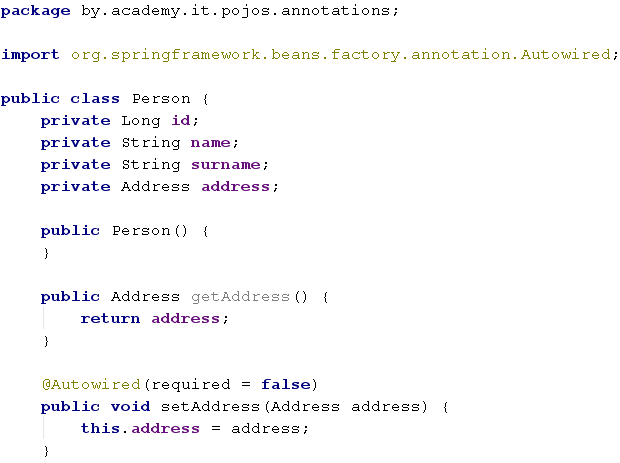 package by.academy.it.pojos.annotations;
import org.springframework.beans.factory.annotation.Autowired;
public class Person {
private Long id;
private String name;
private String surname;
private Address address;
public Person() {
}
public Address getAddress() {
return address;
}
@Autowired(required = false)
public void setAddress(Address address) {
this.address = address;
}